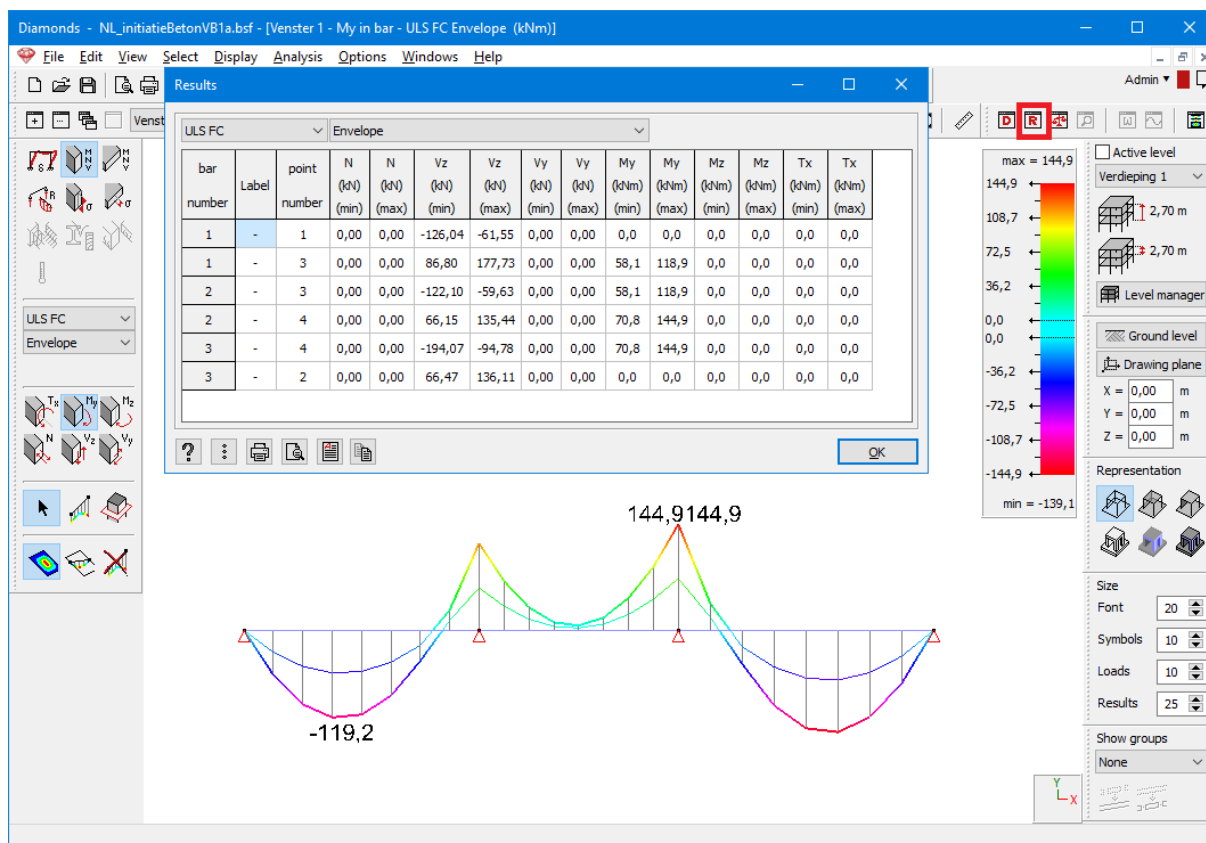 Diamonds - NL_initiatieBetonVB1a.bsf - [Venster 1 - My in bar - ULS FC Envelope (kNm)]
File Edit View Select Display Analysis Options Windows Help
Admin
Venst
Results
ULS FC Envelope
bar number Label point number N (kN) (min) N (kN) (max) Vz (kN) (min) Vz (kN) (max) Vy (kN) (min) Vy (kN) (max) My (kNm) (min) My (kNm) (max) Mz (kNm) (min) Mz (kNm) (max) Tx (kNm) (min) Tx (kNm) (max)
1 - 1 0,00 0,00 -126,04 -61,55 0,00 0,00 0,0 0,0 0,0 0,0 0,0 0,0
1 - 3 0,00 0,00 86,80 177,73 0,00 0,00 58,1 118,9 0,0 0,0 0,0 0,0
2 - 3 0,00 0,00 -122,10 -59,63 0,00 0,00 58,1 118,9 0,0 0,0 0,0 0,0
2 - 4 0,00 0,00 66,15 135,44 0,00 0,00 70,8 144,9 0,0 0,0 0,0 0,0
3 - 4 0,00 0,00 -194,07 -94,78 0,00 0,00 70,8 144,9 0,0 0,0 0,0 0,0
3 - 2 0,00 0,00 66,47 136,11 0,00 0,00 0,0 0,0 0,0 0,0 0,0 0,0
OK
D R
ULS FC
Envelope
Tx My Mz
N Vz Vy
max = 144,9
144,9
108,7
72,5
36,2
0,0
0,0
-36,2
-72,5
-108,7
-144,9
min = -139,1
144,9144,9
-119,2
Y
X
Active level
Verdieping 1
2,70 m
2,70 m
Level manager
Ground level
Drawing plane
X = 0,00 m
Y = 0,00 m
Z = 0,00 m
Representation
Size
Font 20
Symbols 10
Loads 10
Results 25
Show groups
None